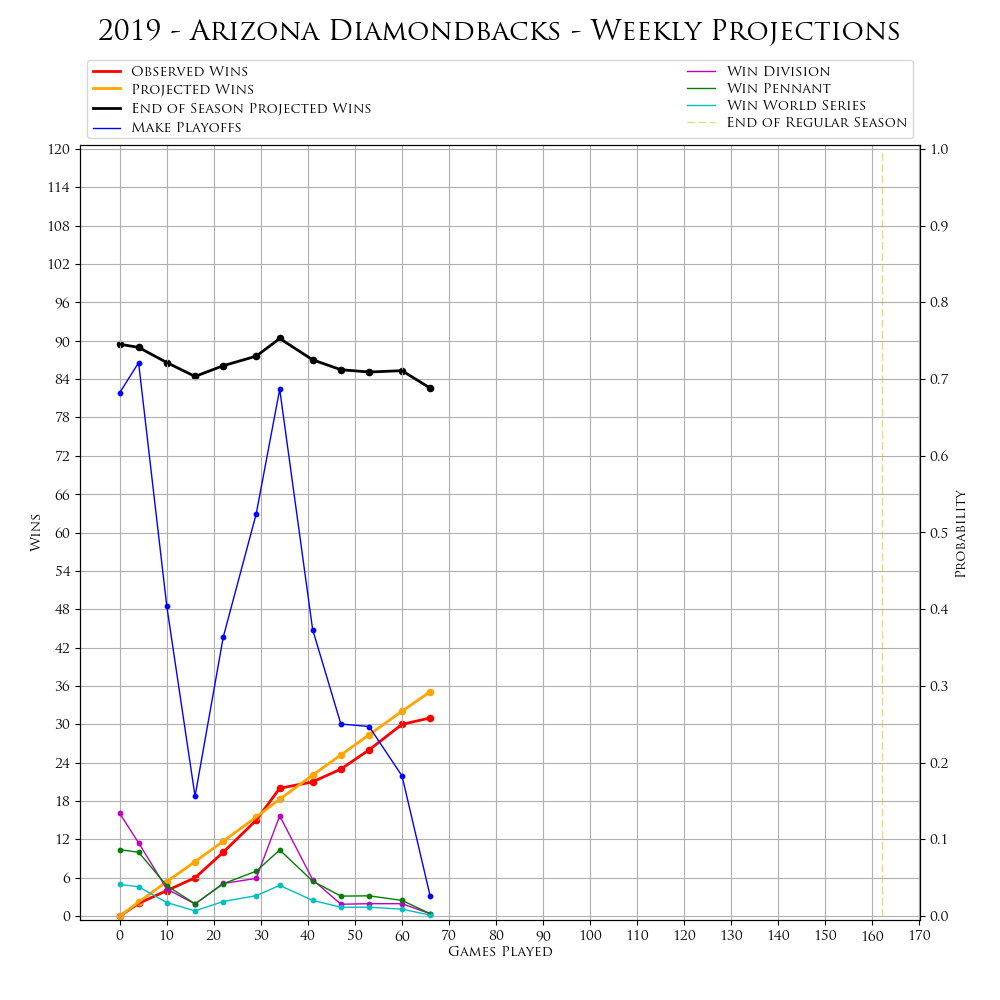 2019 - Arizona Diamondbacks - Weekly Projections
Observed Wins
Projected Wins
End of Season Projected Wins
Make Playoffs
Win Division
Win Pennant
Win World Series
End of Regular Season
120
114
108
102
96
90
84
78
72
66
60
54
48
42
36
30
24
18
12
6
0
Wins
1.0
0.9
0.8
0.7
0.6
0.5
0.4
0.3
0.2
0.1
0.0
Probability
0 10 20 30 40 50 60 70 80 90 100 110 120 130 140 150 160 170
Games Played